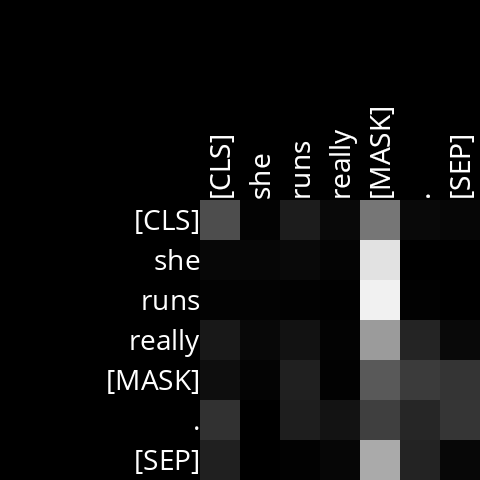 [CLS] she runs really [MASK] . [SEP]
[CLS]
she
runs
really
[MASK]
.
[SEP]